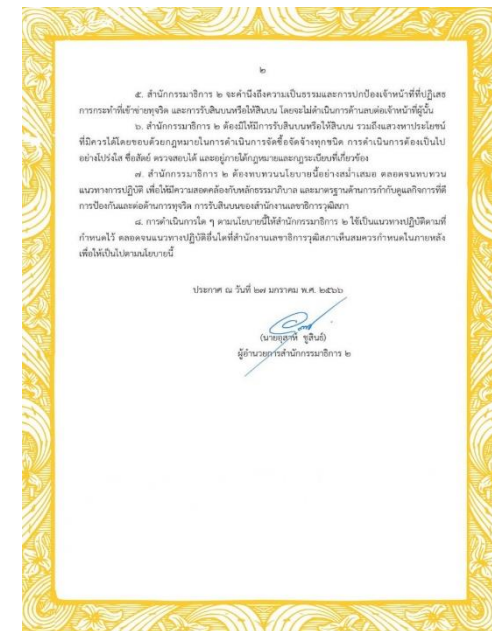 ๒
๕. สำนักกรรมาธิการ ๒ จะคำนึงถึงความเป็นธรรมและการปกป้องเจ้าหน้าที่ที่ปฏิเสธ
การกระทำที่เข้าข่ายทุจริต และการรับสินบนหรือให้สินบน โดยจะไม่ดำเนินการด้านลบต่อเจ้าหน้าที่ผู้นั้น
๖. สำนักกรรมาธิการ ๒ ต้องมิให้มีการรับสินบนหรือให้สินบน รวมถึงแสวงหาประโยชน์
ที่มิควรได้โดยชอบด้วยกฎหมายในการดำเนินการจัดซื้อจัดจ้างทุกชนิด การดำเนินการต้องเป็นไป
อย่างโปร่งใส ซื่อสัตย์ ตรวจสอบได้ และอยู่ภายใต้กฎหมายและกฎระเบียบที่เกี่ยวข้อง
๗. สำนักกรรมาธิการ ๒ ต้องทบทวนนโยบายนี้อย่างสม่ำเสมอ ตลอดจนทบทวน
แนวทางการปฏิบัติ เพื่อให้มีความสอดคล้องกับหลักธรรมาภิบาล และมาตรฐานด้านการกำกับดูแลกิจการที่ดี
การป้องกันและต่อต้านการทุจริต การรับสินบนของสำนักงานเลขาธิการวุฒิสภา
๘. การดำเนินการใด ๆ ตามนโยบายนี้ให้สำนักกรรมาธิการ ๒ ใช้เป็นแนวทางปฏิบัติตามที่
กำหนดไว้ ตลอดจนแนวทางปฏิบัติอื่นใดที่สำนักงานเลขาธิการวุฒิสภาเห็นสมควรกำหนดในภายหลัง
เพื่อให้เป็นไปตามนโยบายนี้
ประกาศ ณ วันที่ ๒๗ มกราคม พ.ศ. ๒๕๖๖
ชูสินธ์)
ผู้อำนวยการสำนักกรรมาธิการ ๒